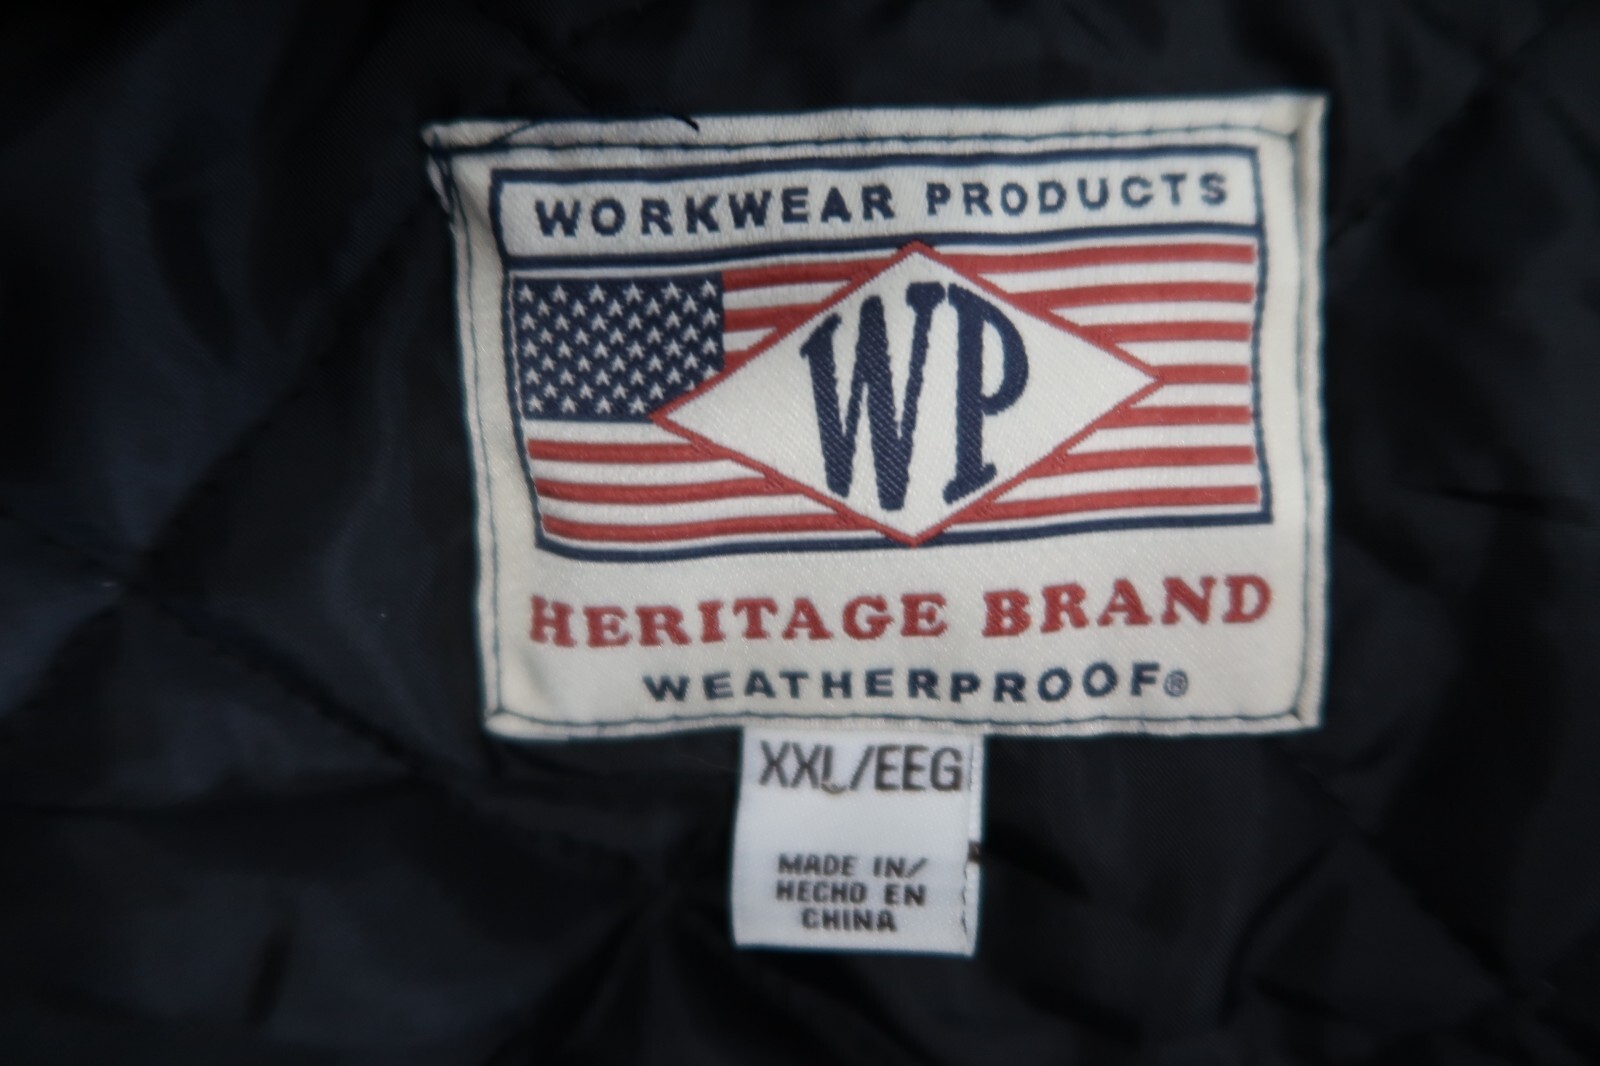 WORKWEAR PRODUCTS
WP
HERITAGE BRAND
WEATHERPROOF®
XXL/EEG
MADE IN/
HECHO EN
CHINA